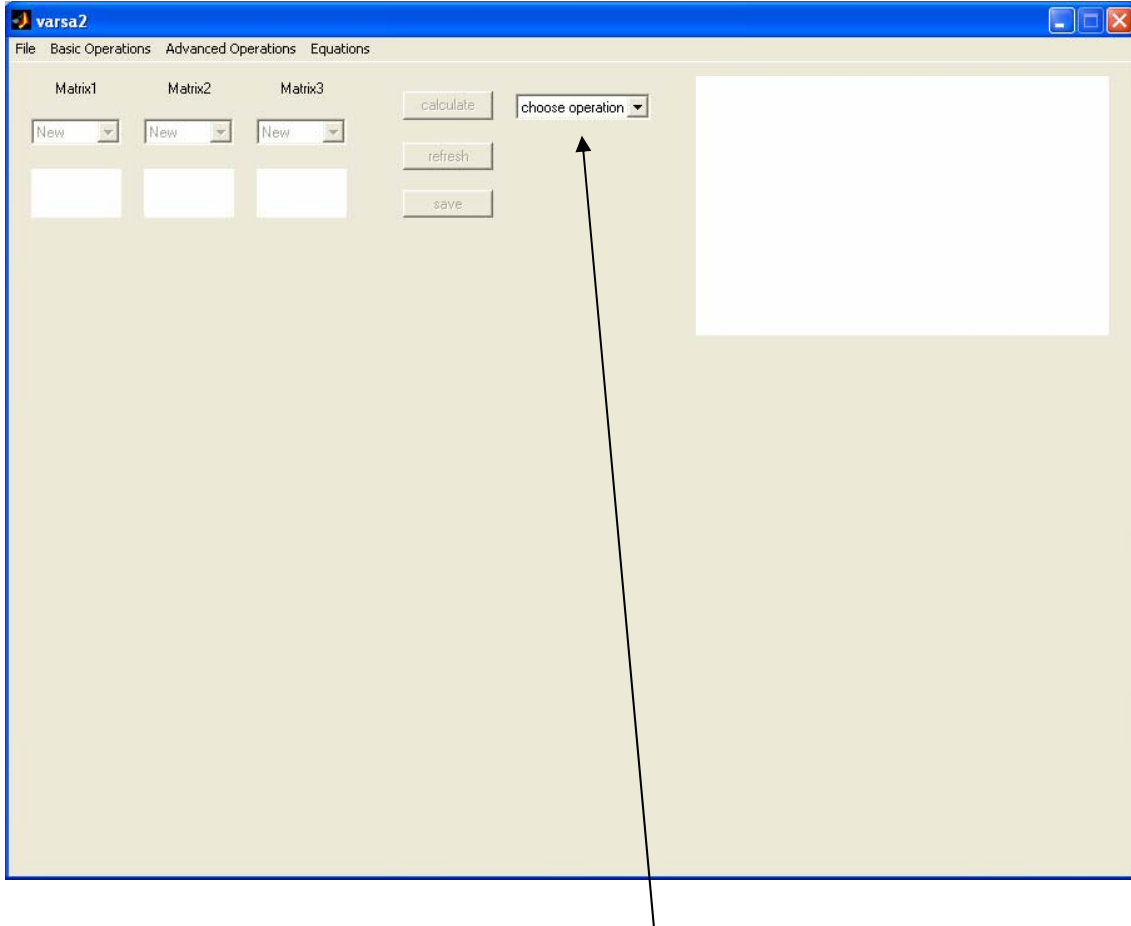 varsa2
File Basic Operations Advanced Operations Equations
Matrix1 Matrix2 Matrix3
calculate choose operation
New New New
refresh
save